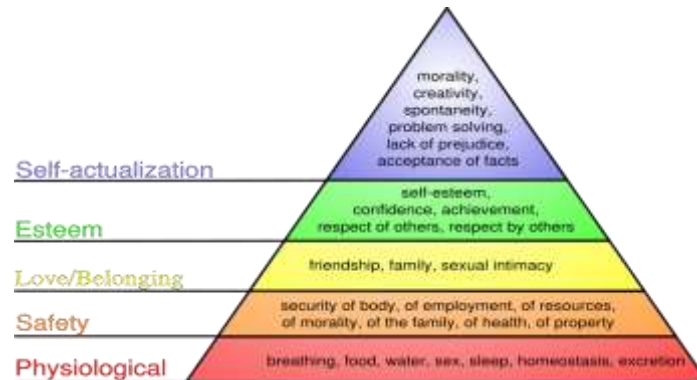 morality,
creativity,
spontaneity,
problem solving,
lack of prejudice,
acceptance of facts
Self-actualization
self-esteem,
confidence, achievement,
respect of others, respect by others
Esteem
friendship, family, sexual intimacy
Love/Belonging
security of body, of employment, of resources,
of morality, of the family, of health, of property
Safety
breathing, food, water, sex, sleep, homeostasis, excretion
Physiological